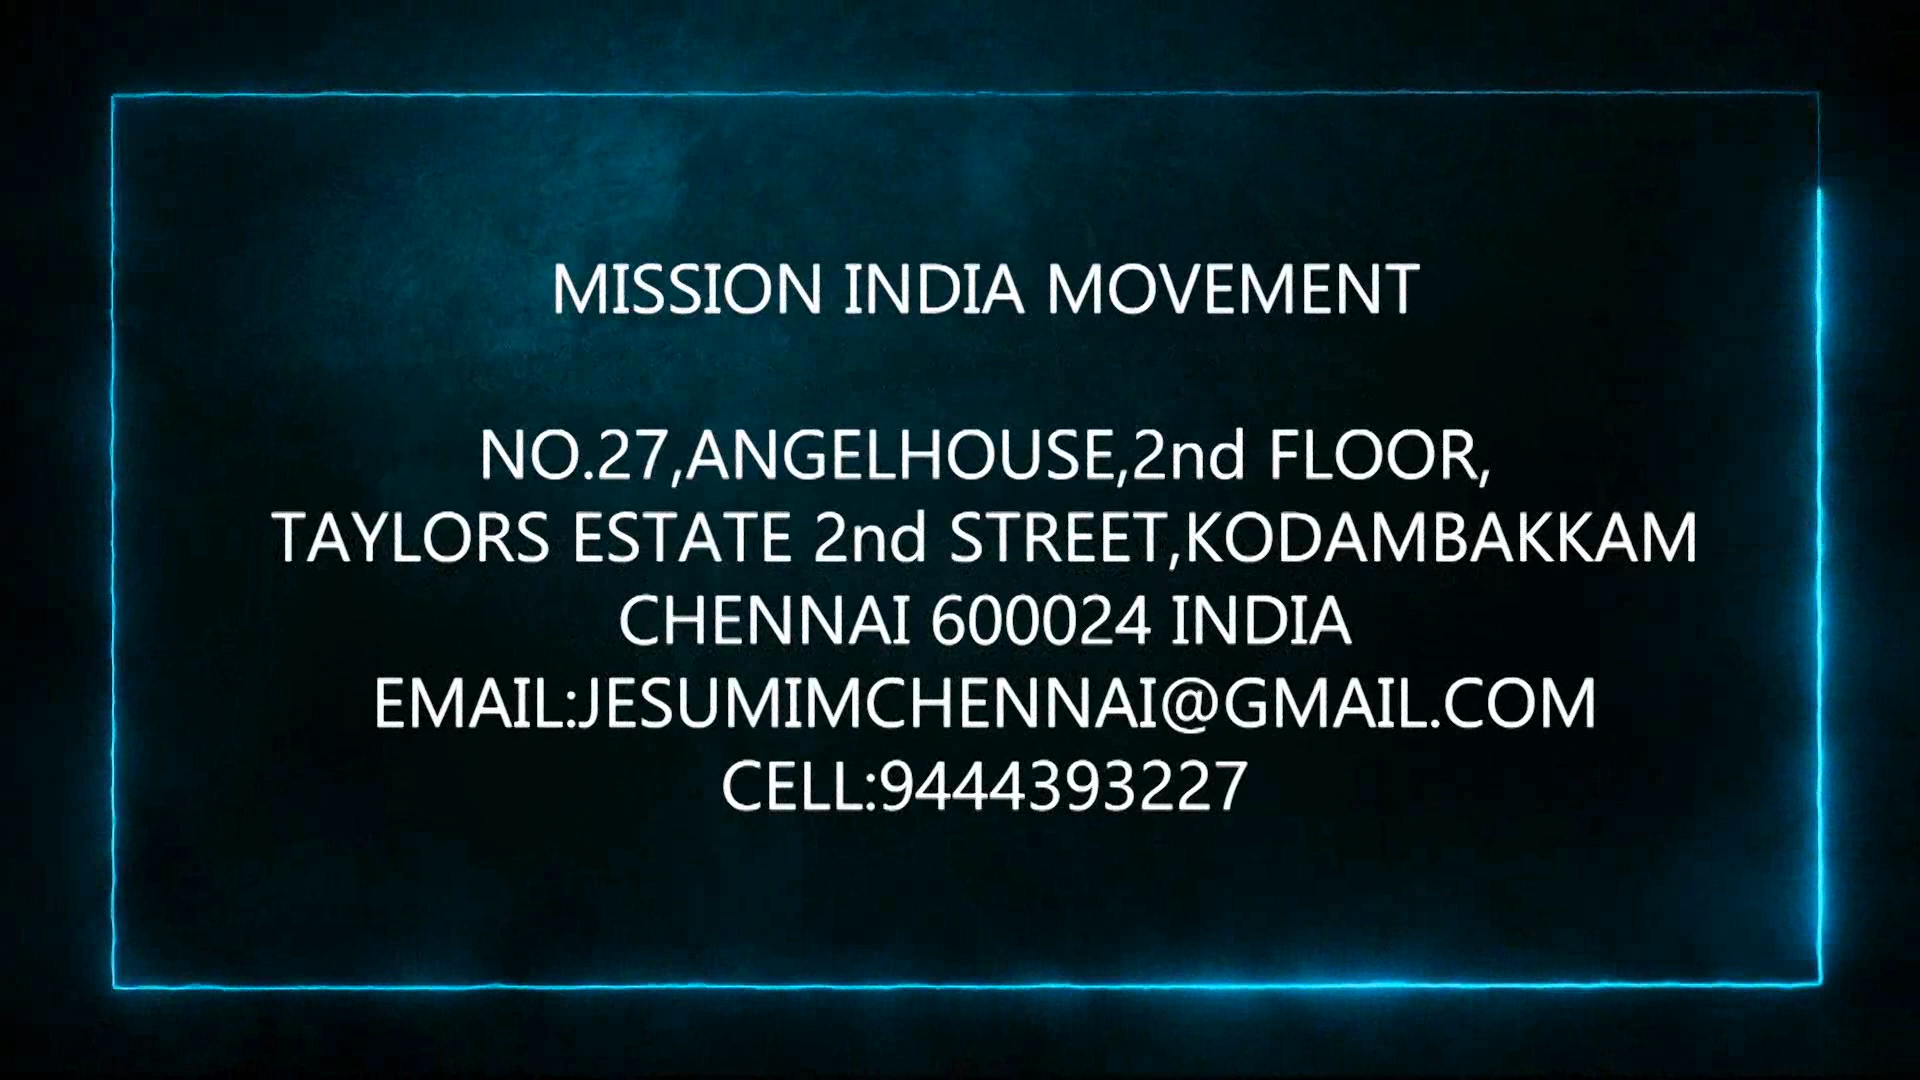 MISSION INDIA MOVEMENT
NO.27,ANGELHOUSE,2nd FLOOR,
TAYLORS ESTATE 2nd STREET,KODAMBAKKAM
CHENNAI 600024 INDIA
EMAIL:JESUMIMCHENNAI@GMAIL.COM
CELL:9444393227